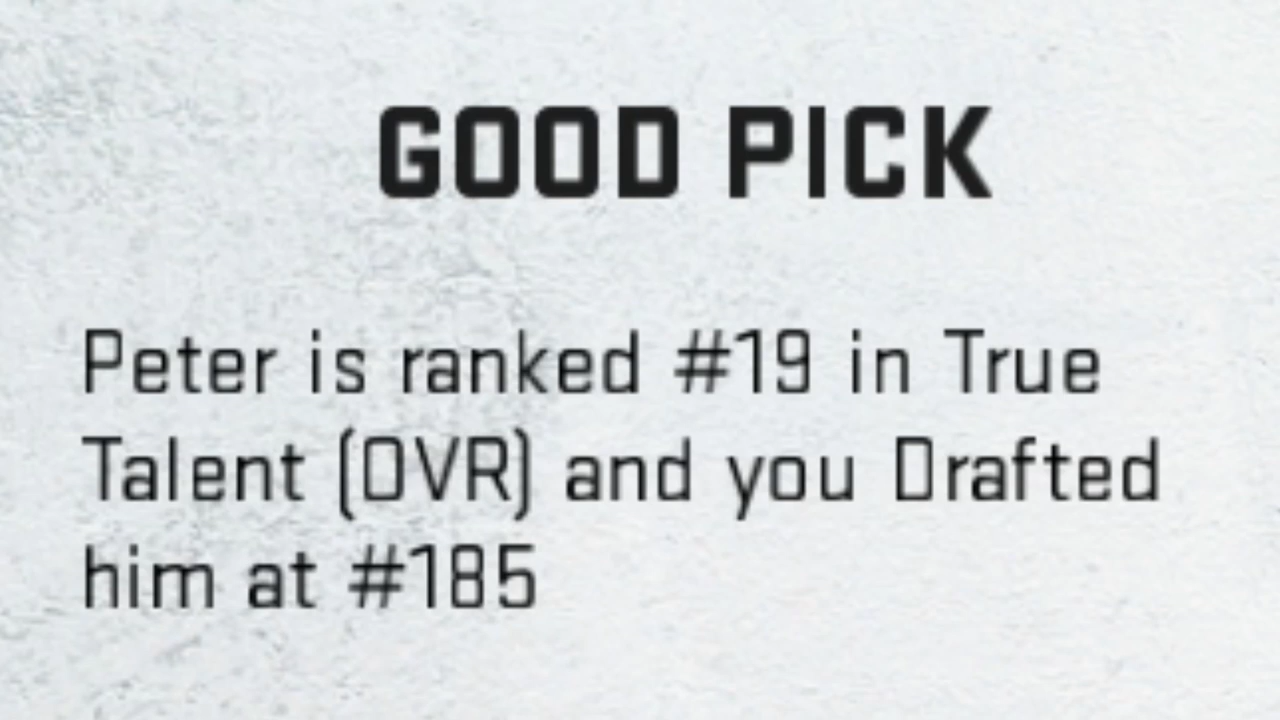 GOOD PICK
Peter is ranked #19 in True
Talent (OVR) and you Drafted
him at #185